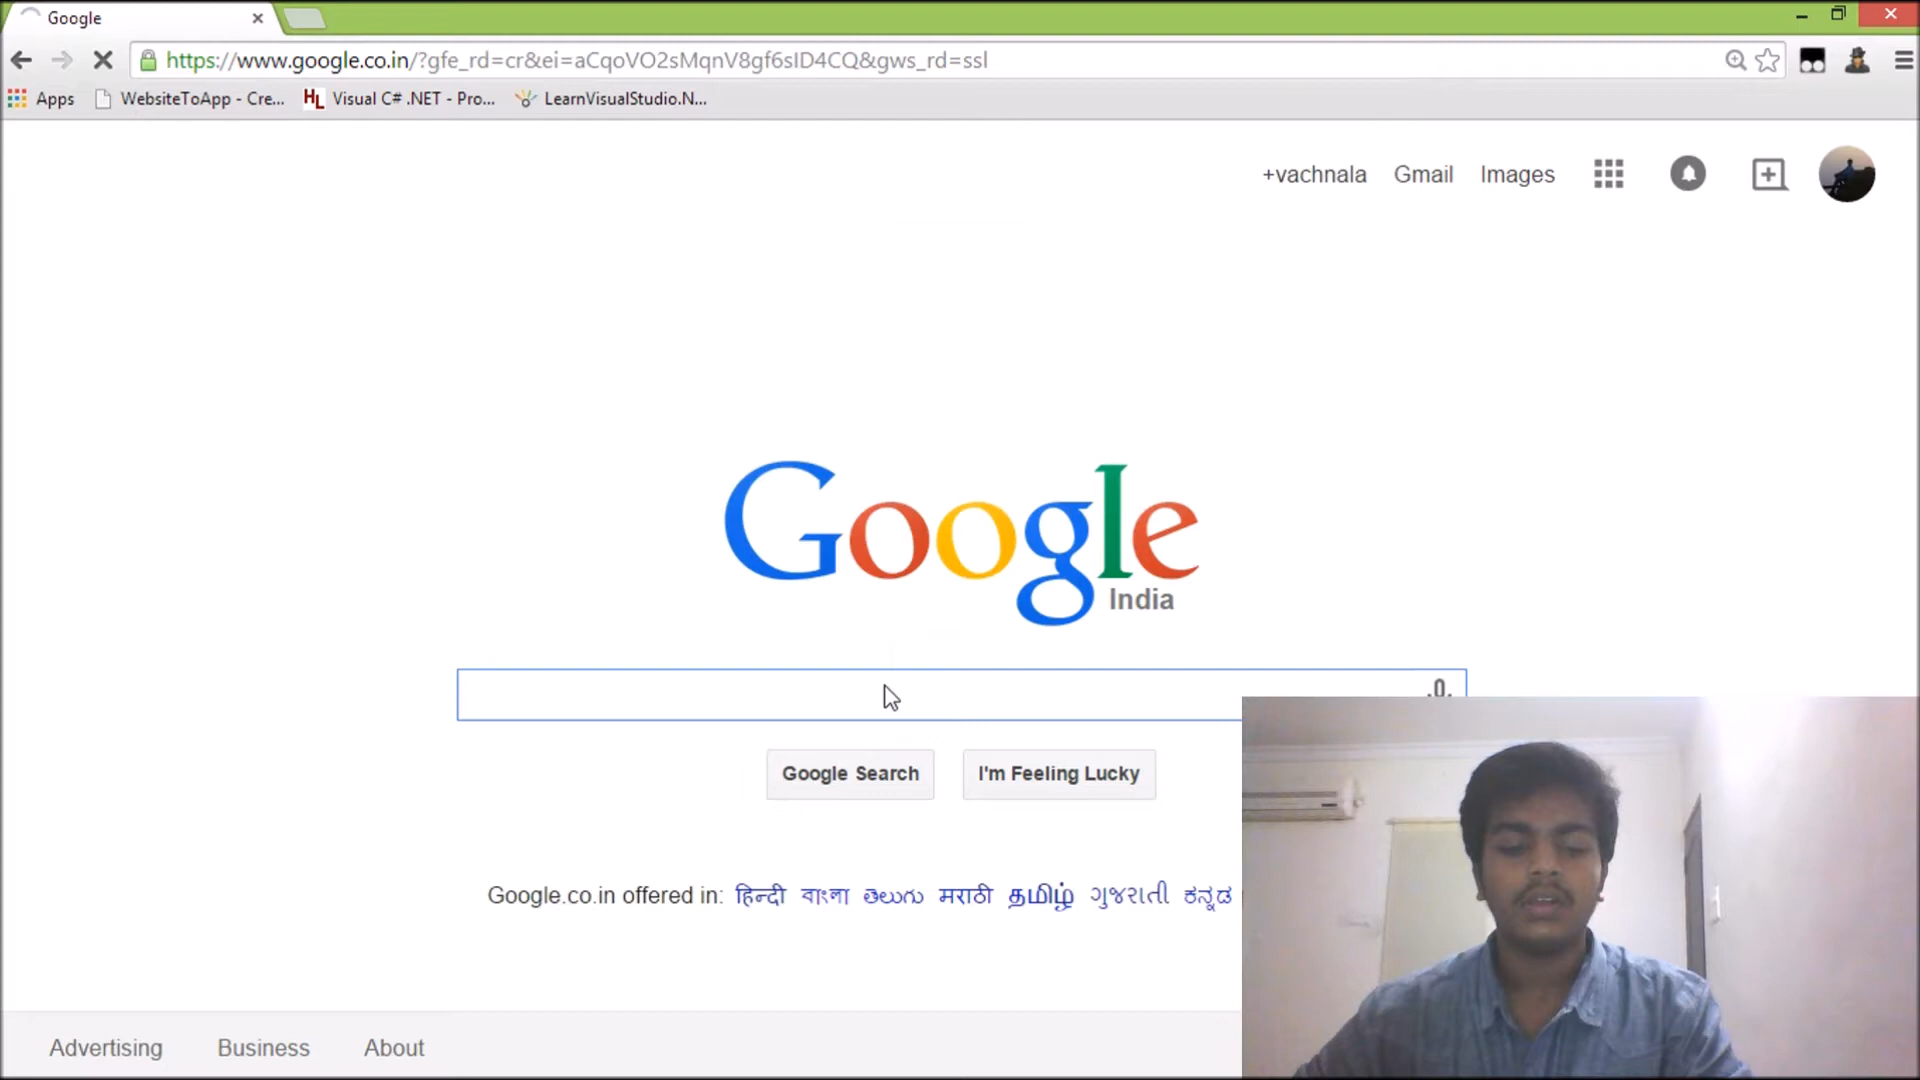 Google
https://www.google.co.in/?gfe_rd=cr&ei=aCqoVO2sMqnV8gf6sID4CQ&gws_rd=ssl
Apps WebsiteToApp - Cre... HL Visual C# .NET - Pro... LearnVisualStudio.N...
+vachnala Gmail Images
Google
India
Google Search I'm Feeling Lucky
Google.co.in offered in: हिन्दी বাংলা తెలుగు मराठी தமிழ் ગુજરાતી ಕನ್ನಡ
Advertising Business About